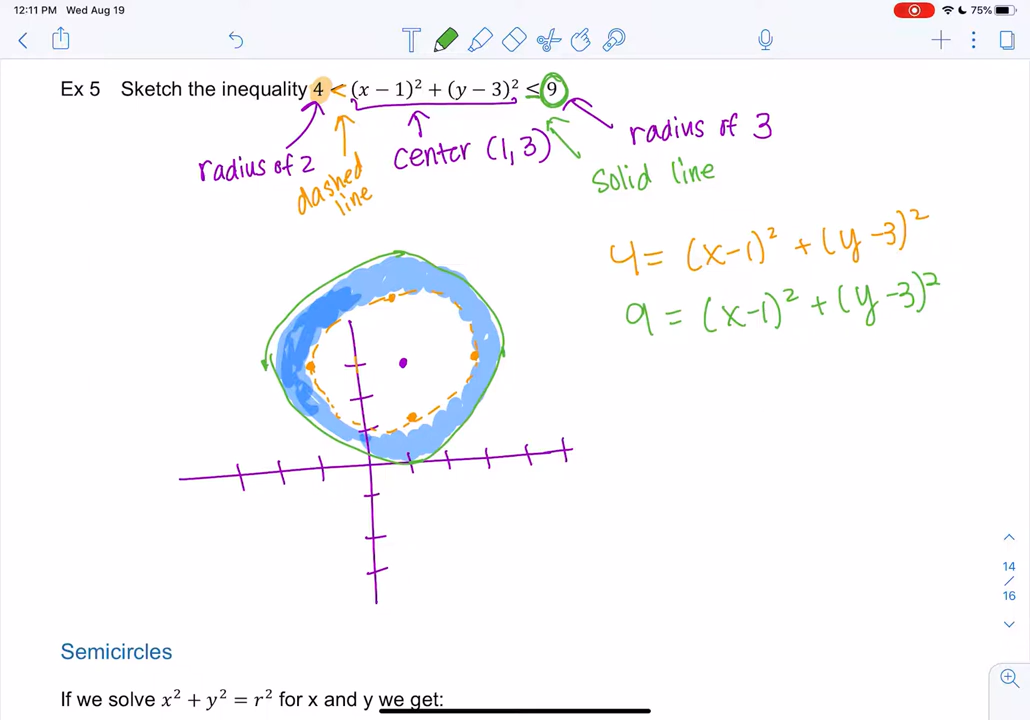 12:11 PM Wed Aug 19
75%
Ex 5 Sketch the inequality 4 < (x − 1)² + (y − 3)² ≤ 9
radius of 2
dashed line
center (1, 3)
radius of 3
solid line
4 = (x-1)² + (y-3)²
9 = (x-1)² + (y-3)²
14
/
16
Semicircles
If we solve x² + y² = r² for x and y we get: